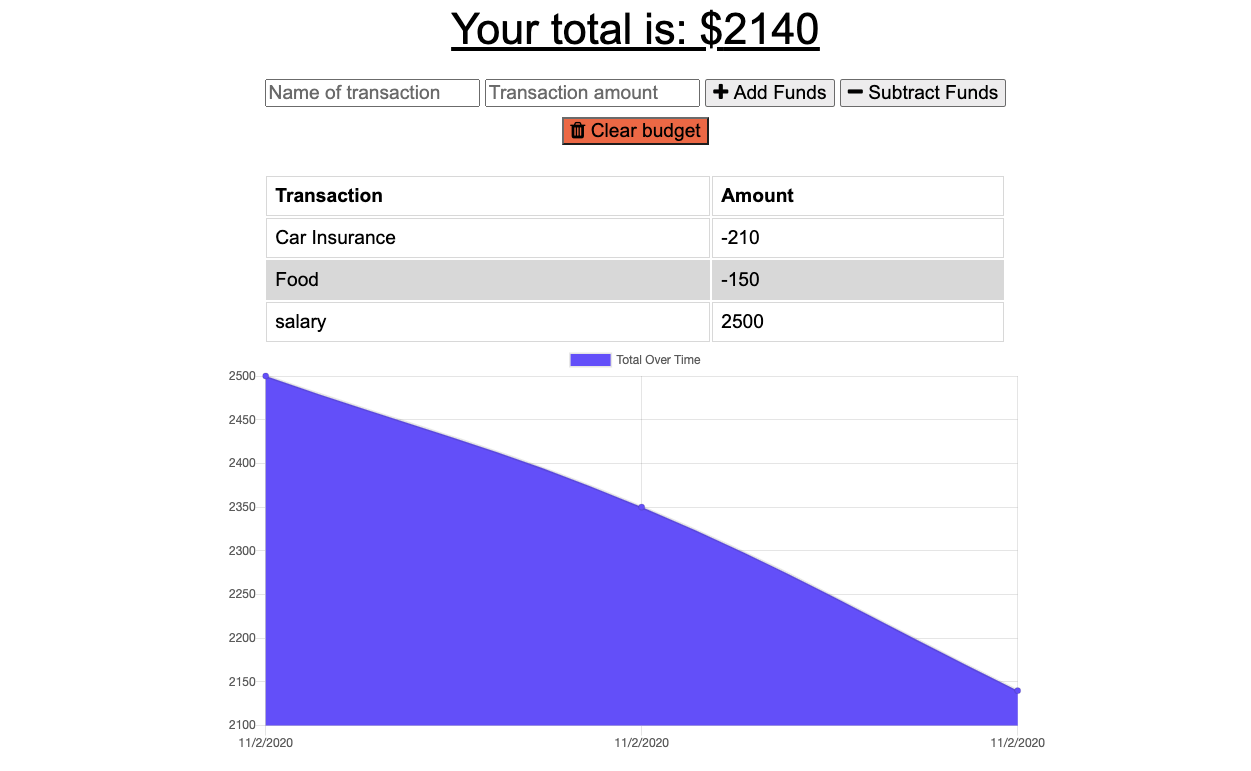 Your total is: $2140
Name of transaction Transaction amount Add Funds Subtract Funds
Clear budget
Transaction Amount
Car Insurance -210
Food -150
salary 2500
Total Over Time
2500
2450
2400
2350
2300
2250
2200
2150
2100
11/2/2020 11/2/2020 11/2/2020